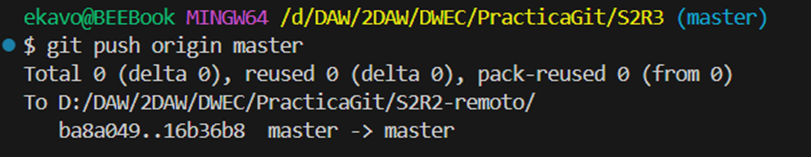 ekavo@BEEBook MINGW64 /d/DAW/2DAW/DWEC/PracticaGit/S2R3 (master)
$ git push origin master
Total 0 (delta 0), reused 0 (delta 0), pack-reused 0 (from 0)
To D:/DAW/2DAW/DWEC/PracticaGit/S2R2-remoto/
   ba8a049..16b36b8  master -> master